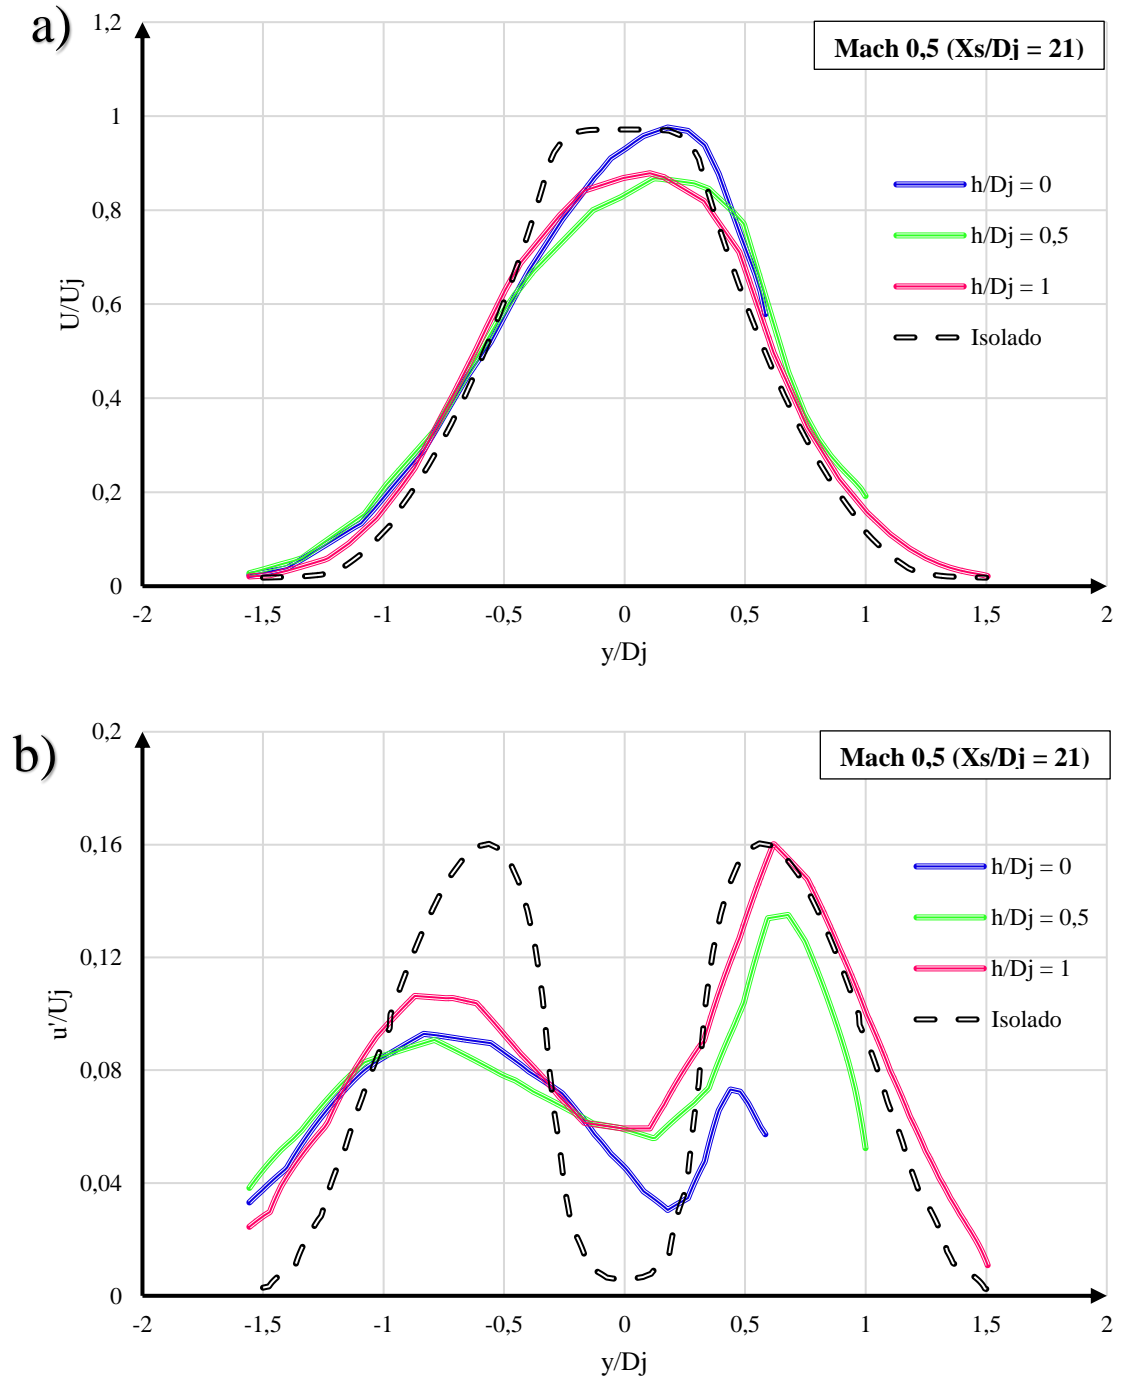 a)
1,2
1
0,8
0,6
0,4
0,2
0
U/Uj
Mach 0,5 (Xs/Dj = 21)
h/Dj = 0
h/Dj = 0,5
h/Dj = 1
Isolado
-2 -1,5 -1 -0,5 0 0,5 1 1,5 2
y/Dj
b)
0,2
0,16
0,12
0,08
0,04
0
u'/Uj
Mach 0,5 (Xs/Dj = 21)
h/Dj = 0
h/Dj = 0,5
h/Dj = 1
Isolado
-2 -1,5 -1 -0,5 0 0,5 1 1,5 2
y/Dj